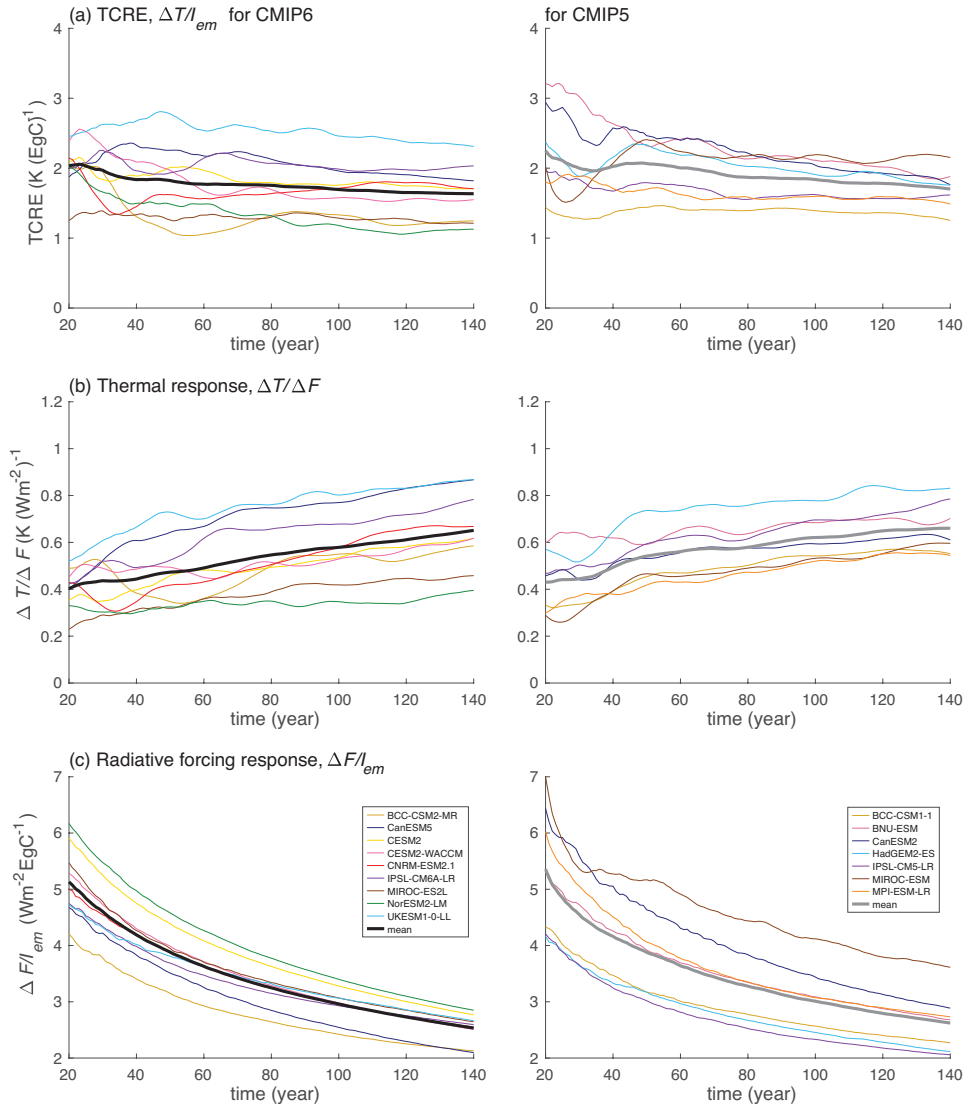 (a) TCRE, ΔT/I_em for CMIP6
for CMIP5
TCRE (K (EgC)^1)
4
3
2
1
0
20 40 60 80 100 120 140
time (year)
4
3
2
1
0
20 40 60 80 100 120 140
time (year)
(b) Thermal response, ΔT/ΔF
Δ T/Δ F (K (Wm^-2)^-1
1.2
1
0.8
0.6
0.4
0.2
0
20 40 60 80 100 120 140
time (year)
1.2
1
0.8
0.6
0.4
0.2
0
20 40 60 80 100 120 140
time (year)
(c) Radiative forcing response, ΔF/I_em
Δ F/I_em (Wm^-2 EgC^-1)
7
6
5
4
3
2
20 40 60 80 100 120 140
time (year)
BCC-CSM2-MR
CanESM5
CESM2
CESM2-WACCM
CNRM-ESM2.1
IPSL-CM6A-LR
MIROC-ES2L
NorESM2-LM
UKESM1-0-LL
mean
7
6
5
4
3
2
20 40 60 80 100 120 140
time (year)
BCC-CSM1-1
BNU-ESM
CanESM2
HadGEM2-ES
IPSL-CM5-LR
MIROC-ESM
MPI-ESM-LR
mean